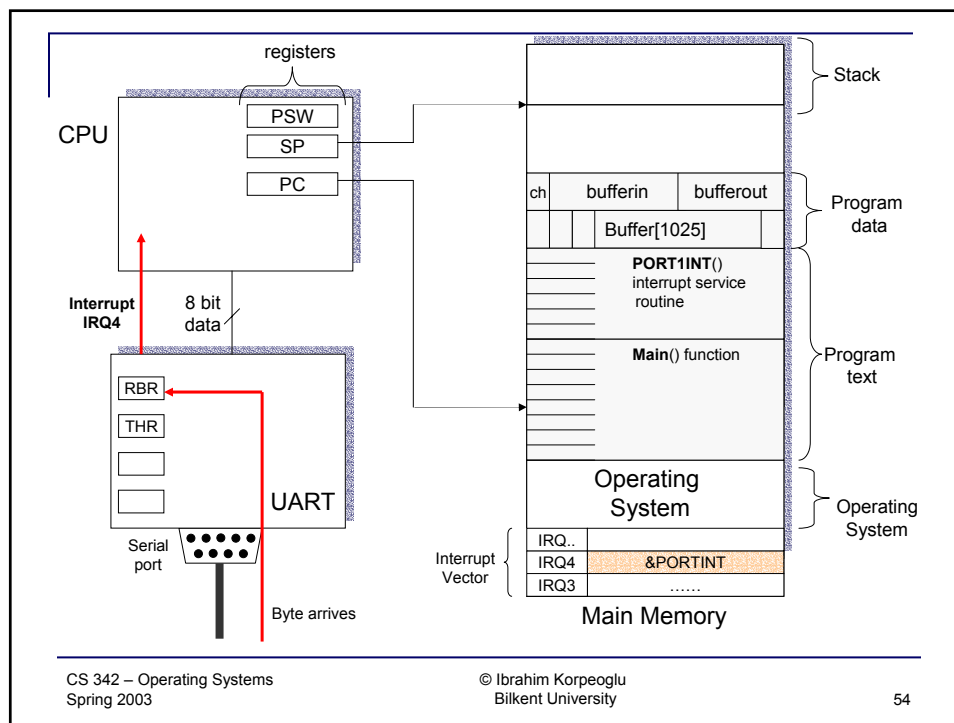 registers
CPU
PSW
SP
PC
Stack
ch
bufferin
bufferout
Buffer[1025]
Program
data
PORT1INT()
interrupt service
routine
Main() function
Program
text
Interrupt
IRQ4
8 bit
data
RBR
THR
UART
Serial
port
Byte arrives
Operating
System
Operating
System
Interrupt
Vector
IRQ..
IRQ4
&PORTINT
IRQ3
......
Main Memory
CS 342 – Operating Systems
Spring 2003
© Ibrahim Korpeoglu
Bilkent University
54